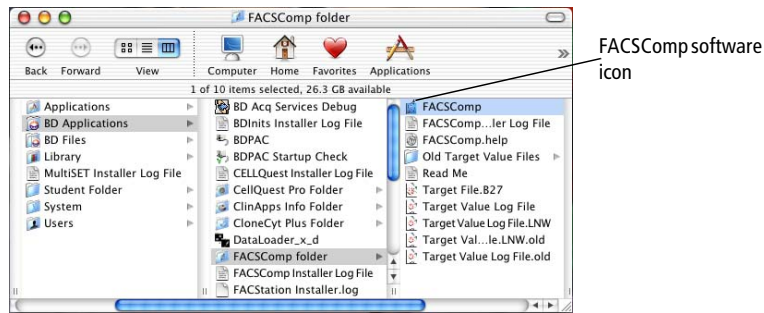 FACSComp folder
Back Forward View Computer Home Favorites Applications
1 of 10 items selected, 26.3 GB available
Applications
BD Applications
BD Files
Library
MultiSET Installer Log File
Student Folder
System
Users
BD Acq Services Debug
BDInits Installer Log File
BDPAC
BDPAC Startup Check
CELLQuest Installer Log File
CellQuest Pro Folder
ClinApps Info Folder
CloneCyt Plus Folder
DataLoader_x_d
FACSComp folder
FACSComp Installer Log File
FACStation Installer.log
FACSComp
FACSComp...ler Log File
FACSComp.help
Old Target Value Files
Read Me
Target File.B27
Target Value Log File
Target Value Log File.LNW
Target Val...le.LNW.old
Target Value Log File.old
FACSComp software
icon